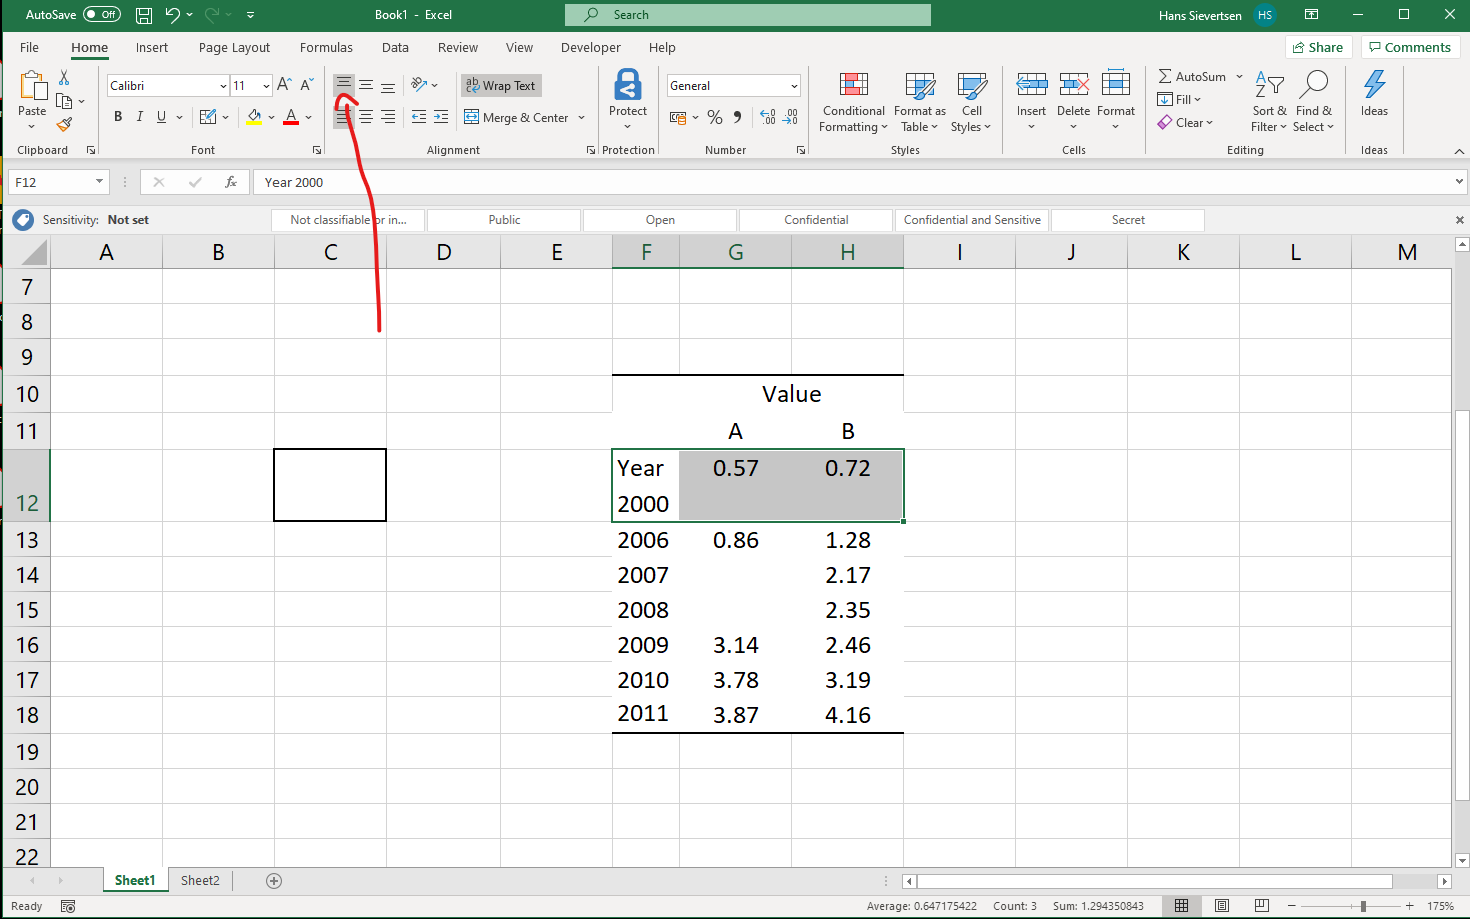 AutoSave Off Book1 - Excel Search Hans Sievertsen HS
File Home Insert Page Layout Formulas Data Review View Developer Help Share Comments
Paste Calibri 11 A A ab Wrap Text Protect General Conditional Formatting Format as Table Cell Styles Insert Delete Format AutoSum Sort & Filter Find & Select Ideas
B I U A Merge & Center % Fill
Clear
Clipboard Font Alignment Protection Number Styles Cells Editing Ideas
F12 fx Year 2000
Sensitivity: Not set Not classifiable or in... Public Open Confidential Confidential and Sensitive Secret
A B C D E F G H I J K L M
7
8
9
10 Value
11 A B
Year 0.57 0.72
12 2000
13 2006 0.86 1.28
14 2007 2.17
15 2008 2.35
16 2009 3.14 2.46
17 2010 3.78 3.19
18 2011 3.87 4.16
19
20
21
22
Sheet1 Sheet2
Ready Average: 0.647175422 Count: 3 Sum: 1.294350843 175%